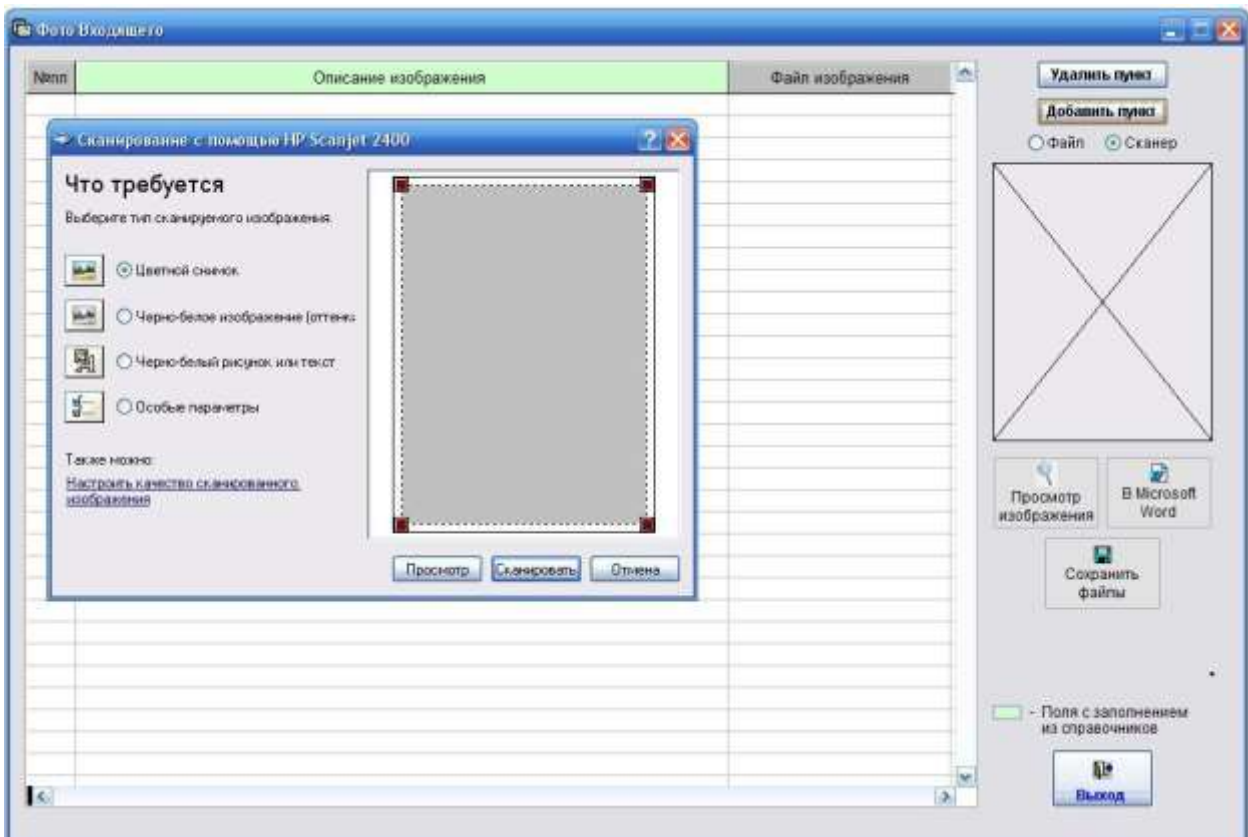 Фото Входящего
№пп
Описание изображения
Файл изображения
Удалить пункт
Добавить пункт
Файл
Сканер
Сканирование с помощью HP Scanjet 2400
Что требуется
Выберите тип сканируемого изображения.
Цветной снимок
Черно-белое изображение (оттенки
Черно-белый рисунок или текст
Особые параметры
Также можно:
Настроить качество сканированного
изображения
Просмотр
Сканировать
Отмена
Просмотр
изображения
В Microsoft
Word
Сохранить
файлы
- Поля с заполнением
из справочников
Выход